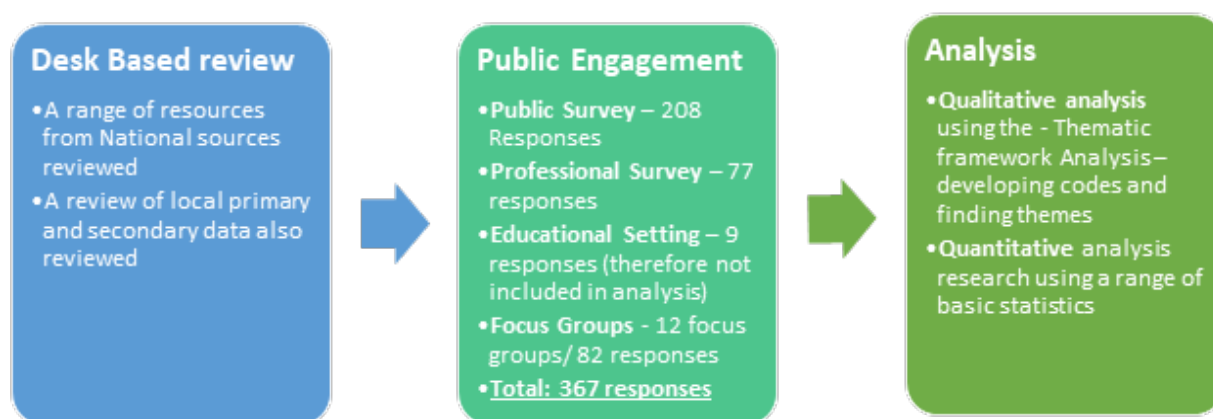 Desk Based review
•A range of resources
from National sources
reviewed
•A review of local primary
and secondary data also
reviewed
Public Engagement
•Public Survey – 208
Responses
•Professional Survey – 77
responses
•Educational Setting – 9
responses (therefore not
included in analysis)
•Focus Groups - 12 focus
groups/ 82 responses
•Total: 367 responses
Analysis
•Qualitative analysis
using the - Thematic
framework Analysis –
developing codes and
finding themes
•Quantitative analysis
research using a range of
basic statistics